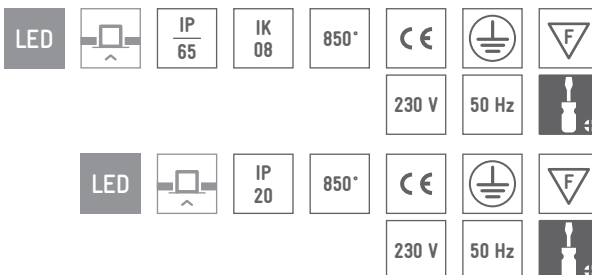 LED IP 65 IK 08 850° CE F
230 V 50 Hz
LED IP 20 850° CE F
230 V 50 Hz